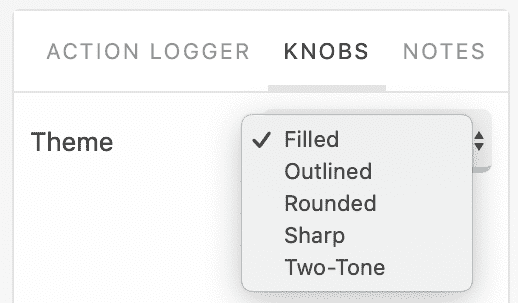 ACTION LOGGER KNOBS NOTES
Theme
Filled
Outlined
Rounded
Sharp
Two-Tone